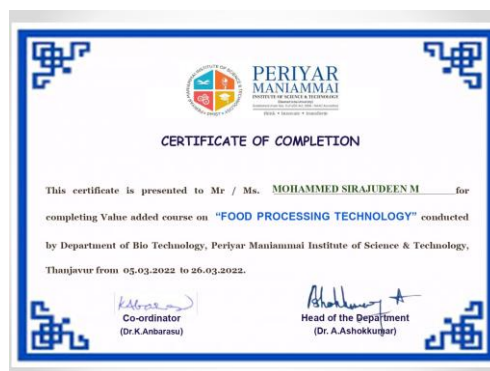 PERIYAR
MANIAMMAI
INSTITUTE OF SCIENCE & TECHNOLOGY
CERTIFICATE OF COMPLETION
This certificate is presented to Mr / Ms. MOHAMMED SIRAJUDEEN M for
completing Value added course on “FOOD PROCESSING TECHNOLOGY” conducted
by Department of Bio Technology, Periyar Maniammai Institute of Science & Technology,
Thanjavur from 05.03.2022 to 26.03.2022.
Co-ordinator
(Dr.K.Anbarasu)
Head of the Department
(Dr. A.Ashokkumar)